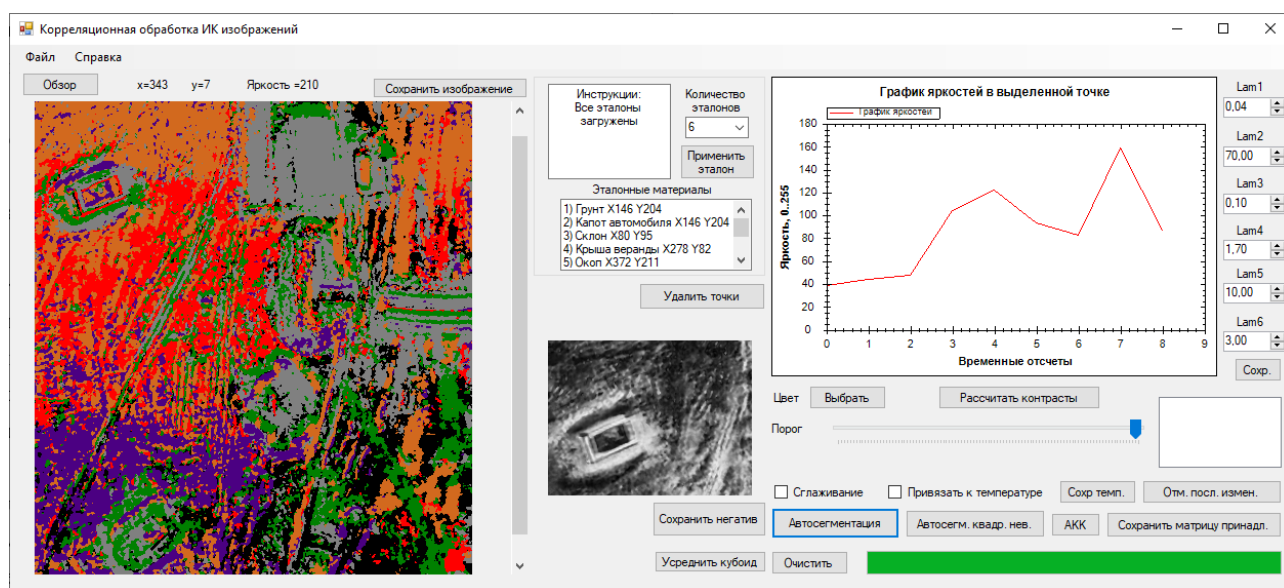 Корреляционная обработка ИК изображений
Файл Справка
Обзор x=343 y=7 Яркость =210 Сохранить изображение
Инструкции:
Все эталоны
загружены
Количество
эталонов
6
Применить
эталон
Эталонные материалы
1) Грунт X146 Y204
2) Капот автомобиля X146 Y204
3) Склон X80 Y95
4) Крыша веранды X278 Y82
5) Окоп X372 Y211
Удалить точки
График яркостей в выделенной точке
График яркостей
Яркость, 0..255
180
160
140
120
100
80
60
40
20
0
0 1 2 3 4 5 6 7 8 9
Временные отсчеты
Lam1
0,04
Lam2
70,00
Lam3
0,10
Lam4
1,70
Lam5
10,00
Lam6
3,00
Сохр.
Цвет Выбрать Рассчитать контрасты
Порог
Сглаживание Привязать к температуре Сохр темп. Отм. посл. измен.
Сохранить негатив Автосегментация Автосегм. квадр. нев. АКК Сохранить матрицу принадл.
Усреднить кубоид Очистить